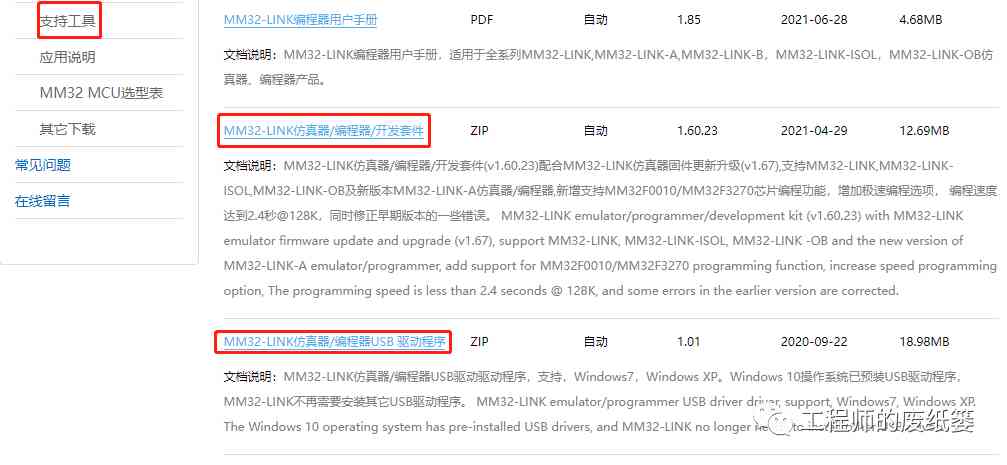 支持工具
应用说明
MM32 MCU选型表
其它下载
常见问题
在线留言
MM32-LINK编程器用户手册 PDF 自动 1.85 2021-06-28 4.68MB
文档说明：MM32-LINK编程器用户手册，适用于全系列MM32-LINK,MM32-LINK-A,MM32-LINK-B，MM32-LINK-ISOL，MM32-LINK-OB仿
真器、编程器产品。
MM32-LINK仿真器/编程器/开发套件 ZIP 自动 1.60.23 2021-04-29 12.69MB
文档说明：MM32-LINK仿真器/编程器/开发套件(v1.60.23)配合MM32-LINK仿真器固件更新升级(v1.67),支持MM32-LINK,MM32-LINK-
ISOL,MM32-LINK-OB及新版本MM32-LINK-A仿真器/编程器,新增支持MM32F0010/MM32F3270芯片编程功能，增加极速编程选项， 编程速度
达到2.4秒@128K，同时修正早期版本的一些错误。 MM32-LINK emulator/programmer/development kit (v1.60.23) with MM32-LINK
emulator firmware update and upgrade (v1.67), support MM32-LINK, MM32-LINK-ISOL, MM32-LINK -OB and the new version of
MM32-LINK-A emulator/programmer, add support for MM32F0010/MM32F3270 programming function, increase speed programming
option, The programming speed is less than 2.4 seconds @ 128K, and some errors in the earlier version are corrected.
MM32-LINK仿真器/编程器USB 驱动程序 ZIP 自动 1.01 2020-09-22 18.98MB
文档说明：MM32-LINK仿真器/编程器USB驱动驱动程序，支持，Windows7，Windows XP。Windows 10操作系统已预装USB驱动程序，
MM32-LINK不再需要安装其它USB驱动程序。 MM32-LINK emulator/programmer USB driver driver, support, Windows7, Windows XP.
The Windows 10 operating system has pre-installed USB drivers, and MM32-LINK no longer to
工程师的废纸篓